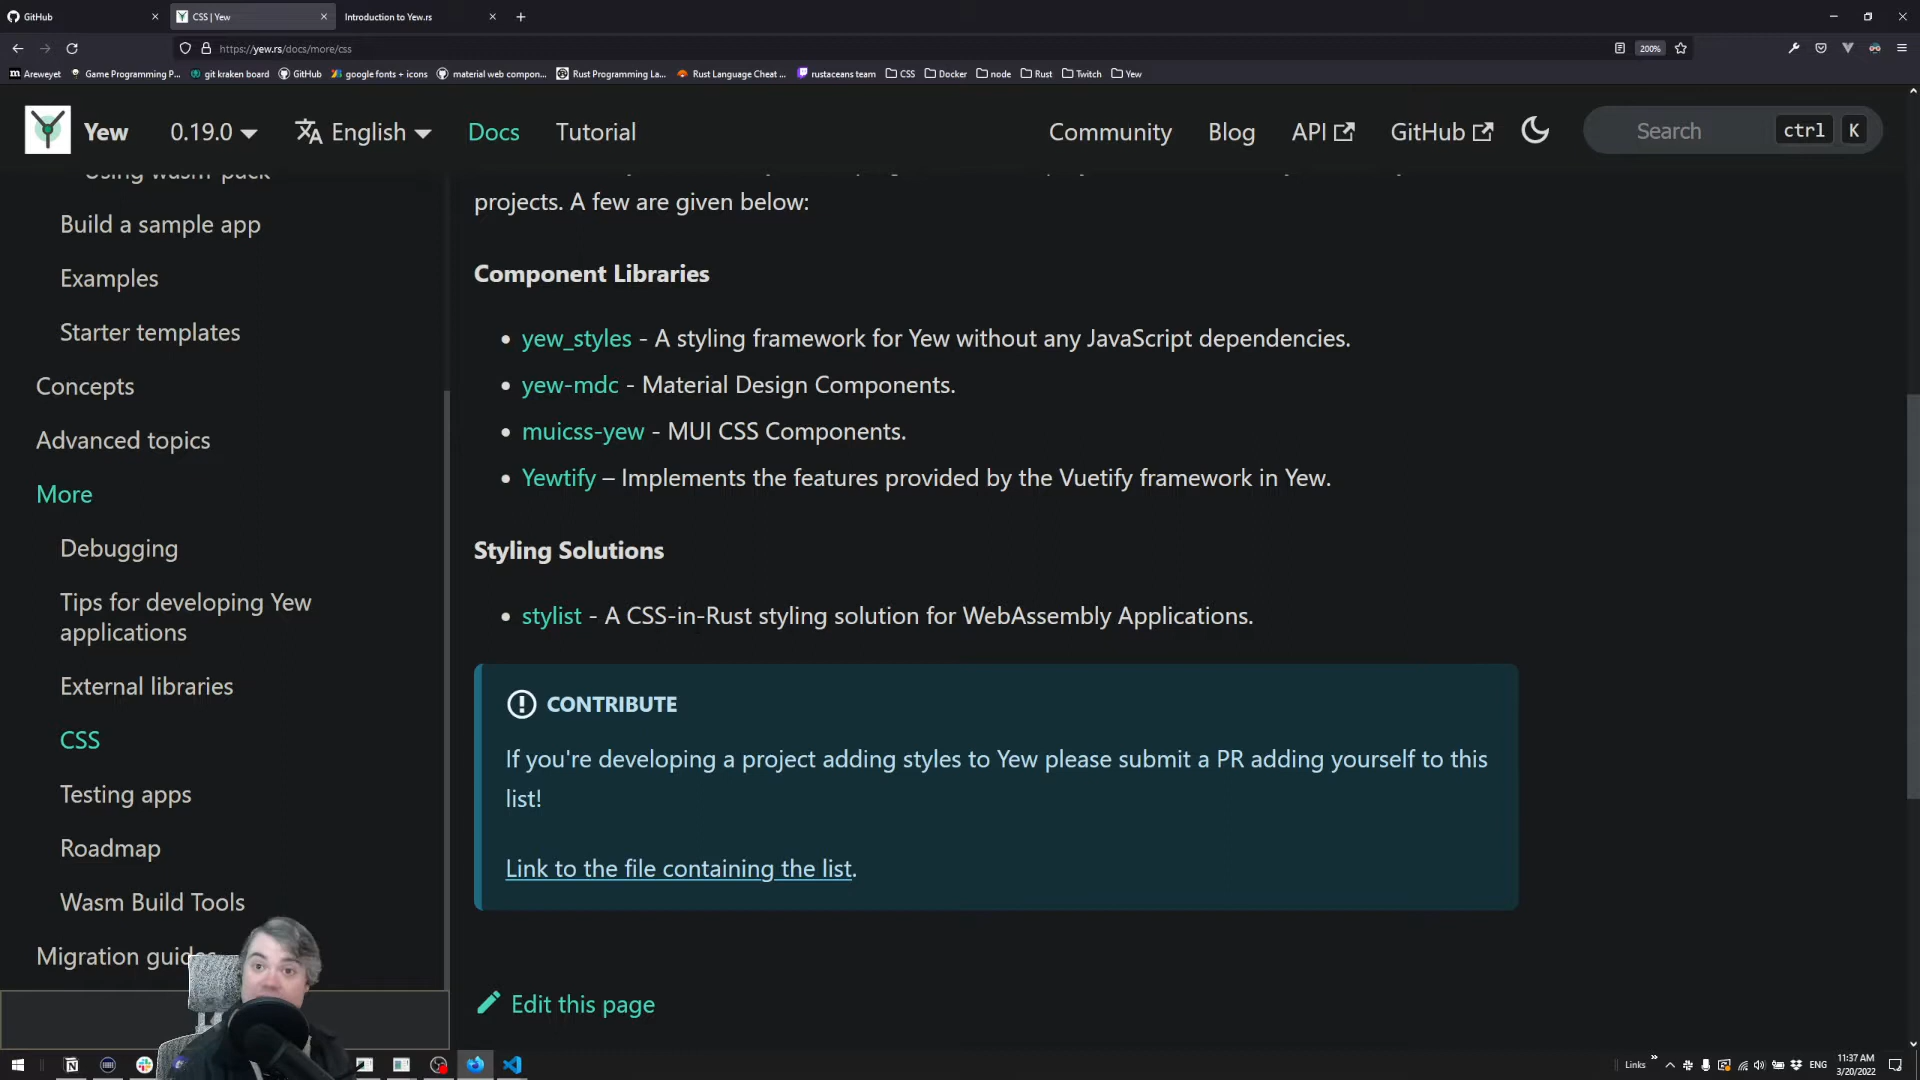 GitHub
CSS | Yew
Introduction to Yew.rs
https://yew.rs/docs/more/css
200%
Areweyet
Game Programming P...
git kraken board
GitHub
google fonts + icons
material web compon...
Rust Programming La...
Rust Language Cheat ...
rustaceans team
CSS
Docker
node
Rust
Twitch
Yew
Yew
0.19.0
English
Docs
Tutorial
Community
Blog
API
GitHub
Search
ctrl
K
Using wasm-pack
Build a sample app
Examples
Starter templates
Concepts
Advanced topics
More
Debugging
Tips for developing Yew
applications
External libraries
CSS
Testing apps
Roadmap
Wasm Build Tools
Migration guides
projects. A few are given below:
Component Libraries
yew_styles - A styling framework for Yew without any JavaScript dependencies.
yew-mdc - Material Design Components.
muicss-yew - MUI CSS Components.
Yewtify – Implements the features provided by the Vuetify framework in Yew.
Styling Solutions
stylist - A CSS-in-Rust styling solution for WebAssembly Applications.
CONTRIBUTE
If you're developing a project adding styles to Yew please submit a PR adding yourself to this
list!
Link to the file containing the list.
Edit this page
Links
ENG
11:37 AM
3/20/2022